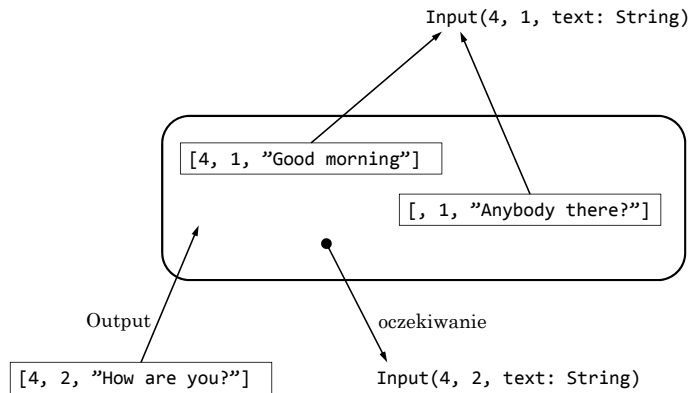 Input(4, 1, text: String)
[4, 1, ”Good morning”]
[, 1, ”Anybody there?”]
Output
oczekiwanie
[4, 2, ”How are you?”]
Input(4, 2, text: String)